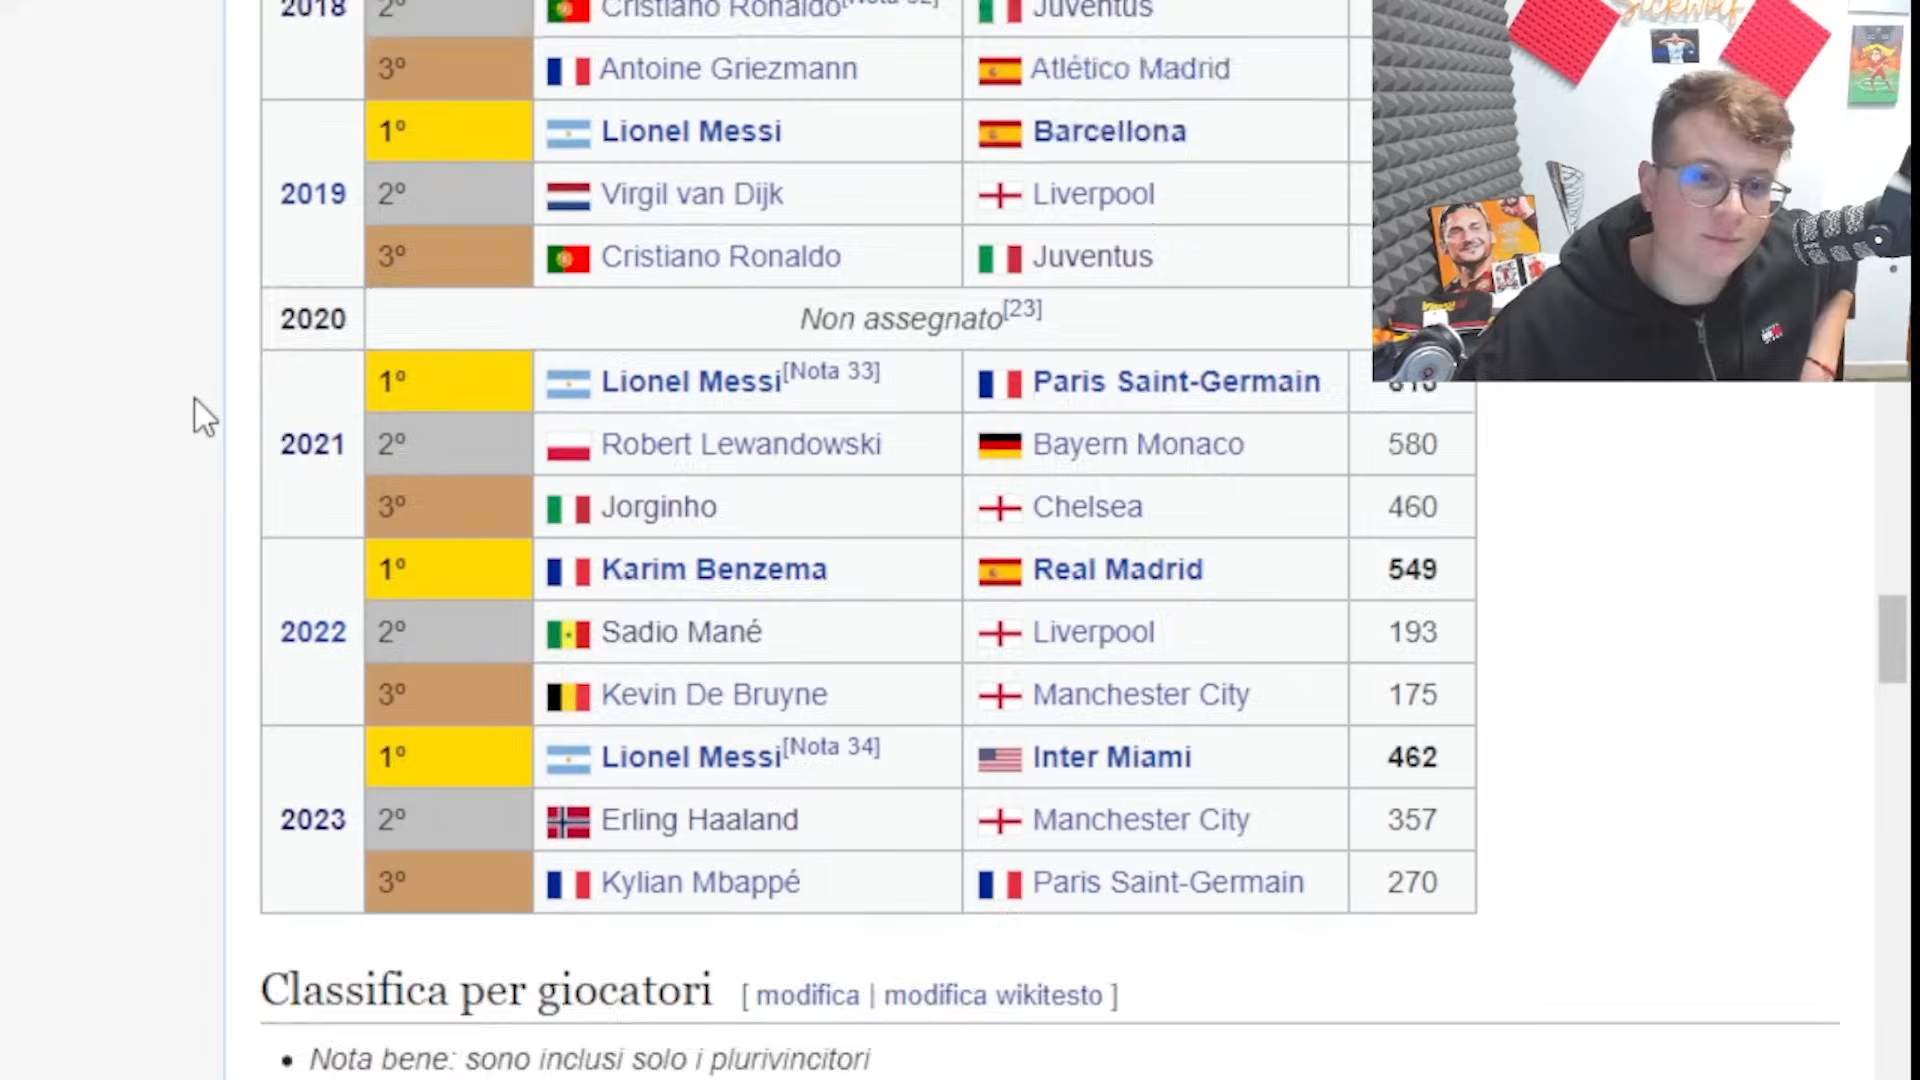 2018 2º Cristiano Ronaldo Juventus
3º Antoine Griezmann Atlético Madrid
1º Lionel Messi Barcellona
2019 2º Virgil van Dijk Liverpool
3º Cristiano Ronaldo Juventus
2020 Non assegnato[23]
1º Lionel Messi[Nota 33] Paris Saint-Germain
2021 2º Robert Lewandowski Bayern Monaco 580
3º Jorginho Chelsea 460
1º Karim Benzema Real Madrid 549
2022 2º Sadio Mané Liverpool 193
3º Kevin De Bruyne Manchester City 175
1º Lionel Messi[Nota 34] Inter Miami 462
2023 2º Erling Haaland Manchester City 357
3º Kylian Mbappé Paris Saint-Germain 270
Classifica per giocatori [ modifica | modifica wikitesto ]
• Nota bene: sono inclusi solo i plurivincitori